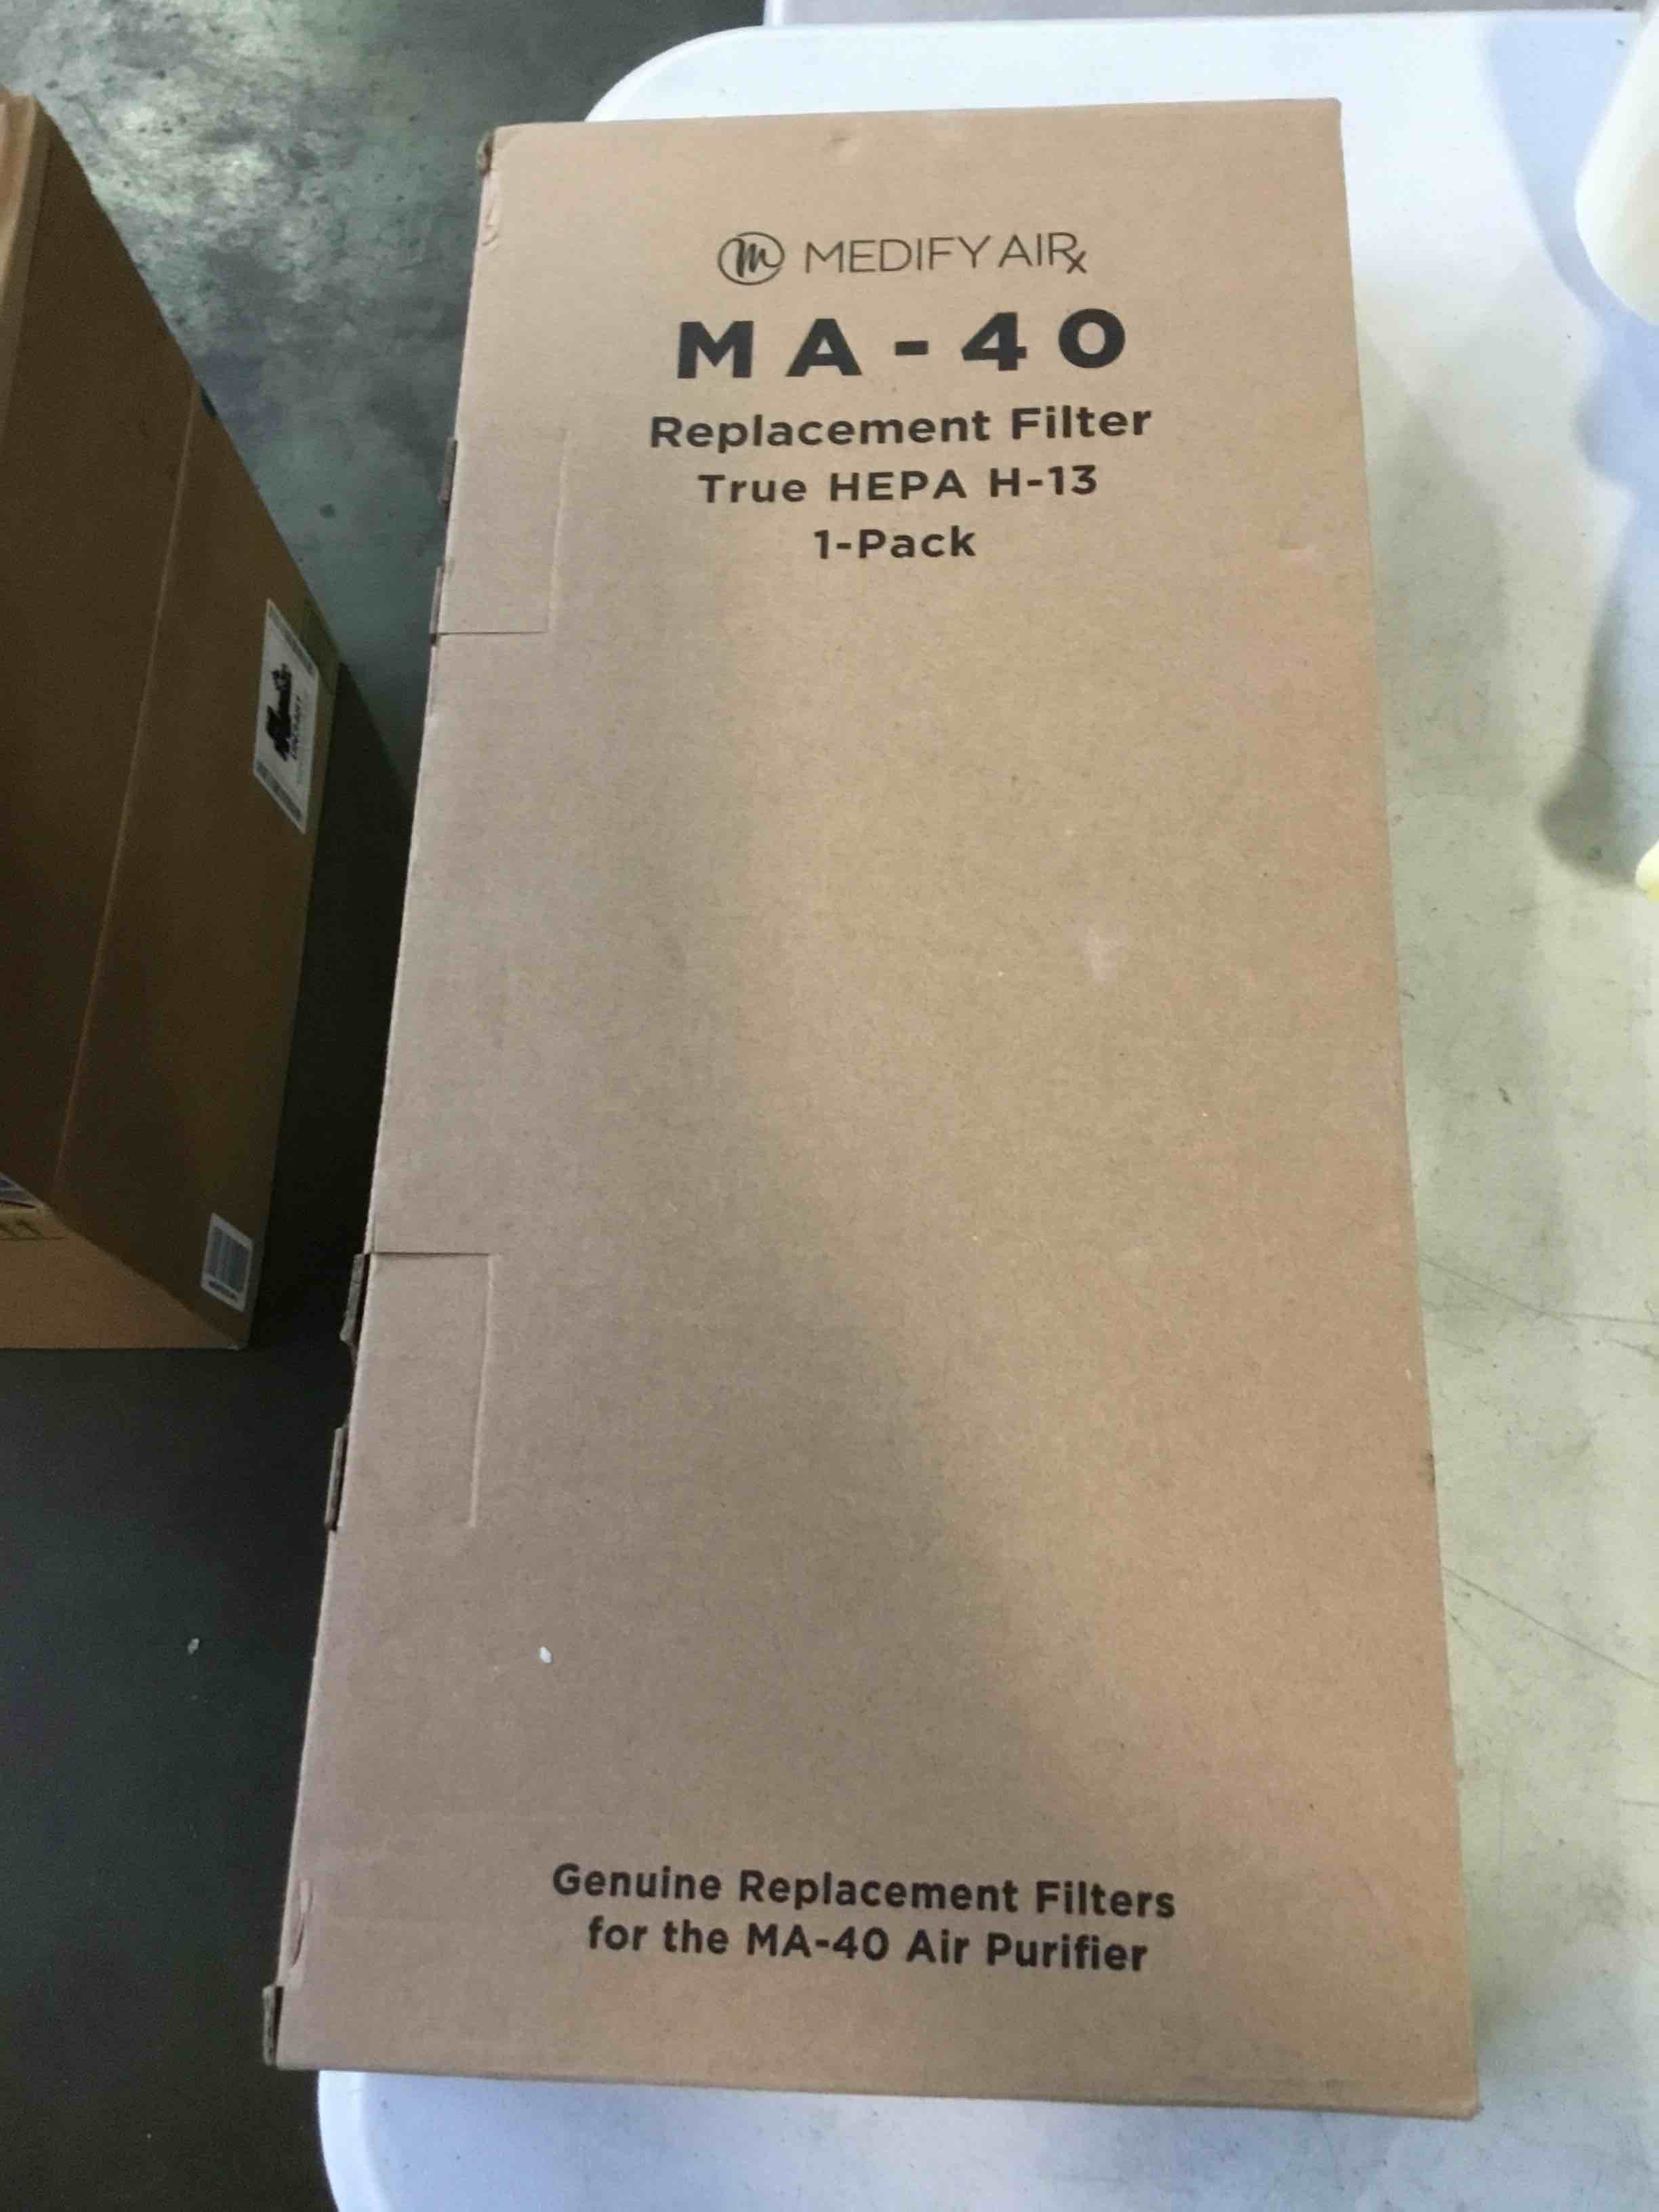 m MEDIFY AIRx
MA-40
Replacement Filter
True HEPA H-13
1-Pack
Genuine Replacement Filters
for the MA-40 Air Purifier